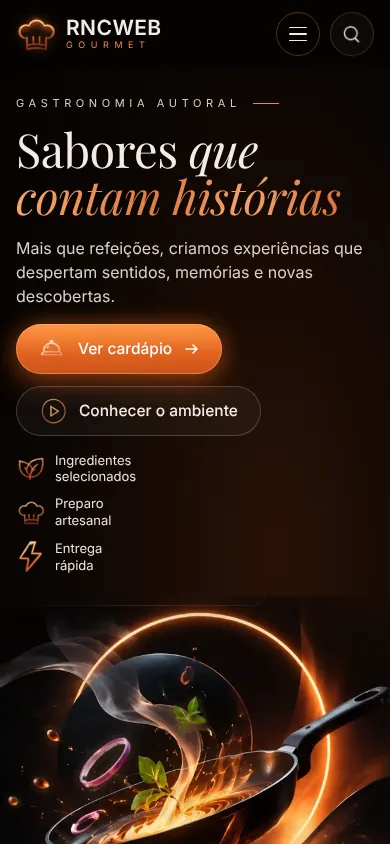 RNCWEB
GOURMET
GASTRONOMIA AUTORAL
Sabores que
contam histórias
Mais que refeições, criamos experiências que
despertam sentidos, memórias e novas
descobertas.
Ver cardápio
Conhecer o ambiente
Ingredientes
selecionados
Preparo
artesanal
Entrega
rápida